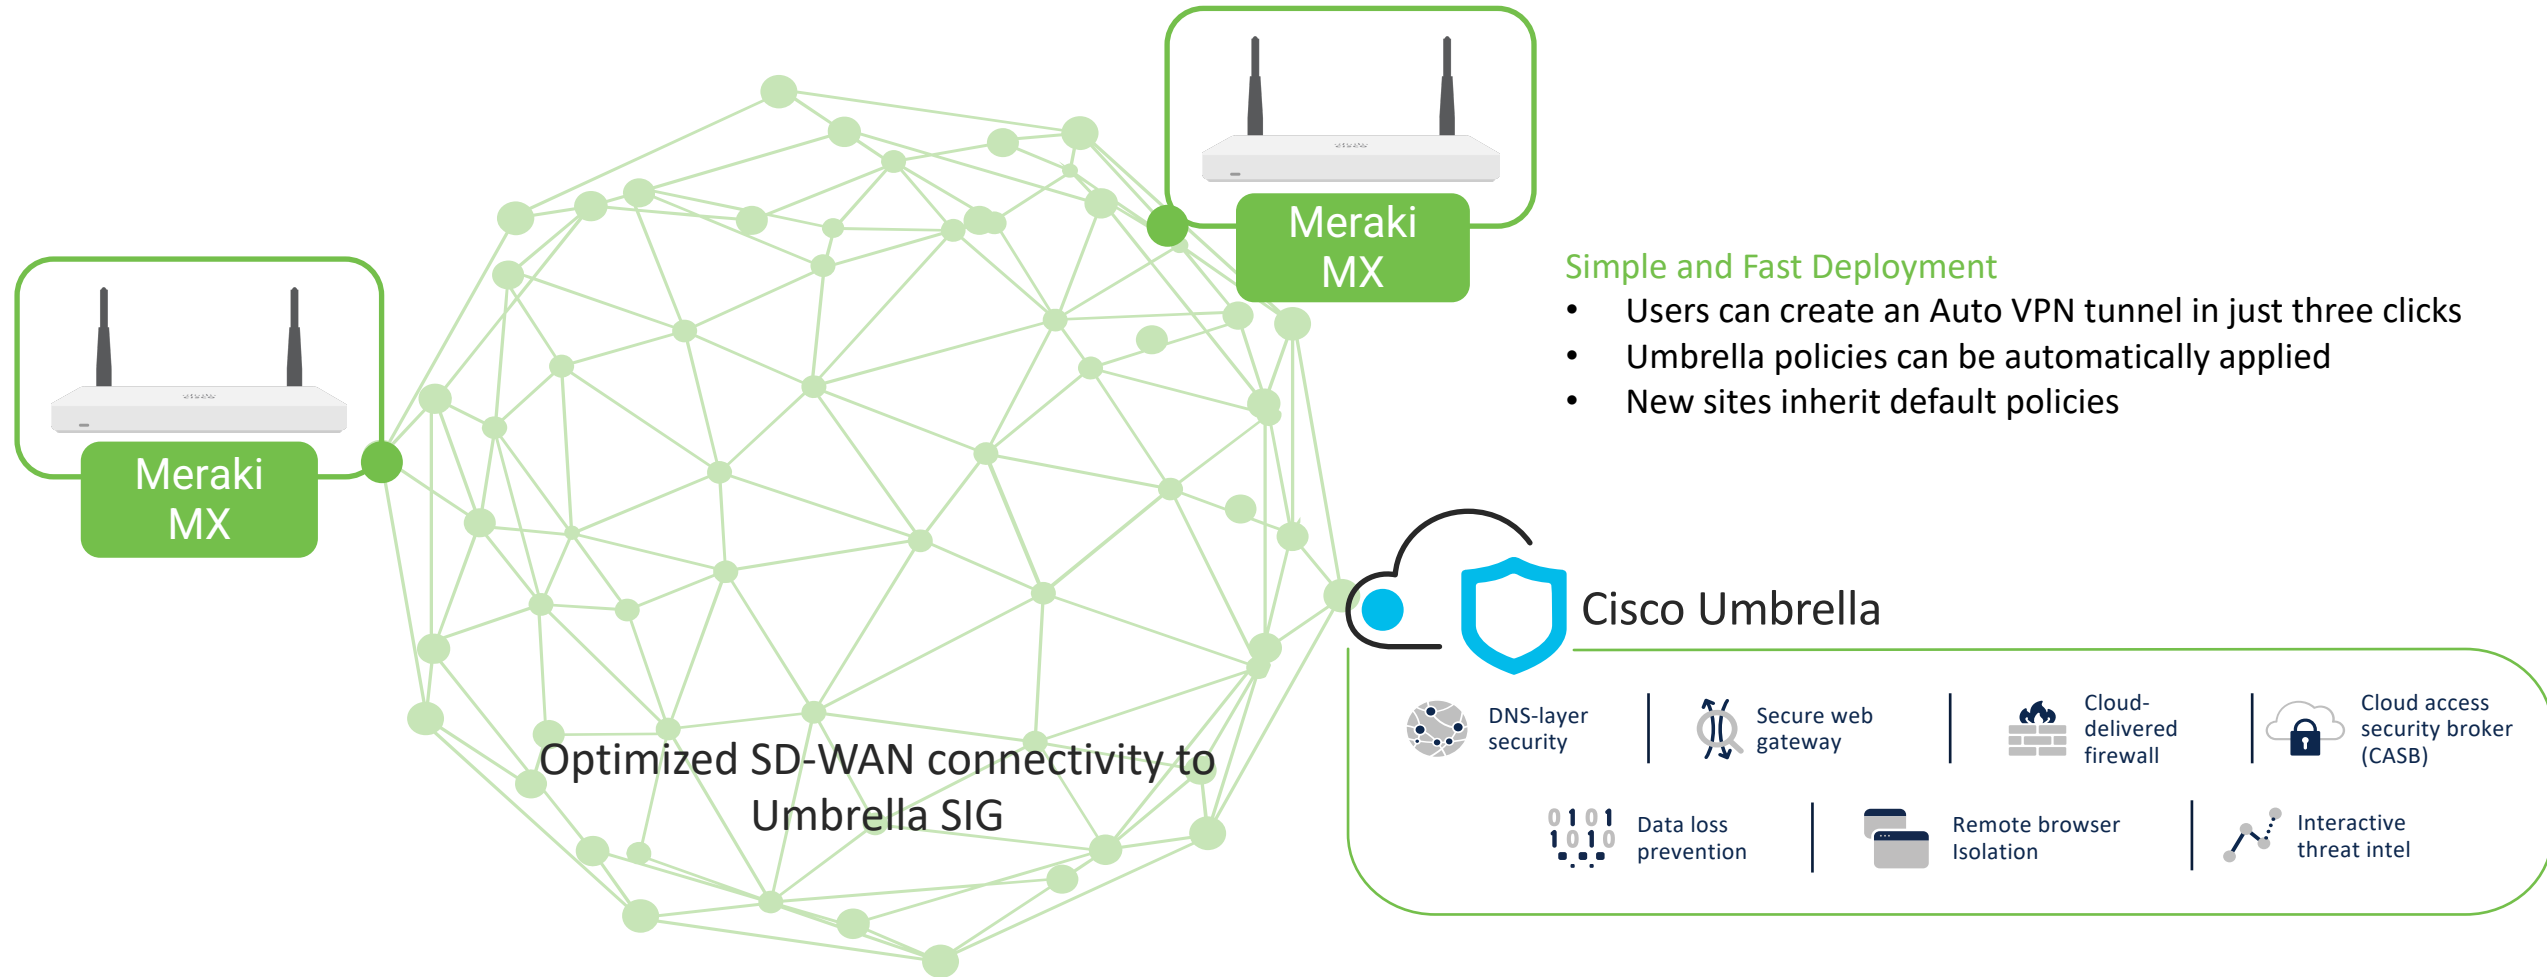 Meraki
MX
Meraki
MX
Simple and Fast Deployment
• Users can create an Auto VPN tunnel in just three clicks
• Umbrella policies can be automatically applied
• New sites inherit default policies
Optimized SD-WAN connectivity to
Umbrella SIG
Cisco Umbrella
DNS-layer
security
Secure web
gateway
Cloud-
delivered
firewall
Cloud access
security broker
(CASB)
0101
1010
Data loss
prevention
Remote browser
Isolation
Interactive
threat intel